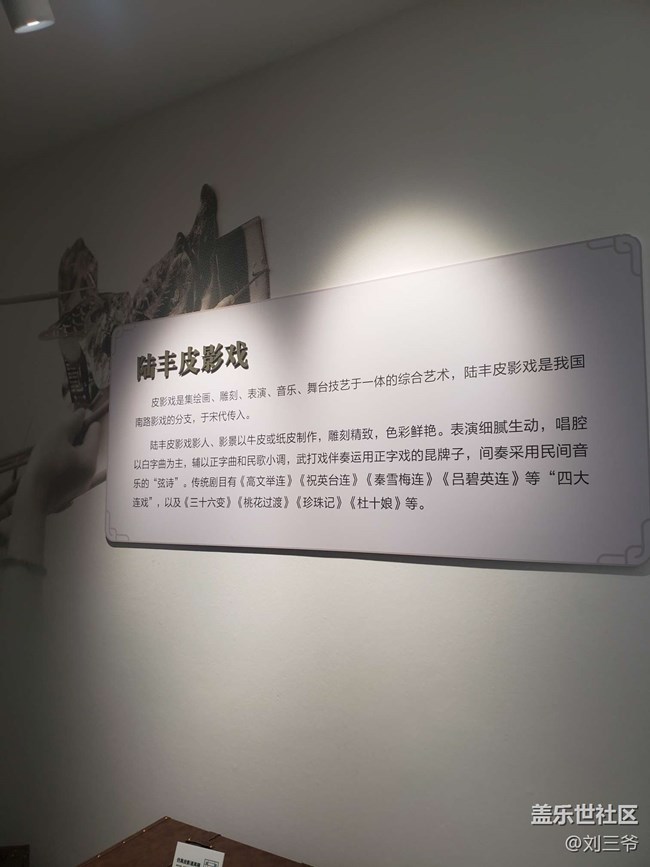 陆丰皮影戏
皮影戏是集绘画、雕刻、表演、音乐、舞台技艺于一体的综合艺术，陆丰皮影戏是我国
南路影戏的分支，于宋代传入。
陆丰皮影戏影人、影景以牛皮或纸皮制作，雕刻精致，色彩鲜艳。表演细腻生动，唱腔
以白字曲为主，辅以正字曲和民歌小调，武打戏伴奏运用正字戏的昆牌子，间奏采用民间音
乐的“弦诗”。传统剧目有《高文举连》《祝英台连》《秦雪梅连》《吕碧英连》等“四大
连戏”，以及《三十六变》《桃花过渡》《珍珠记》《杜十娘》等。
盖乐世社区
@刘三爷